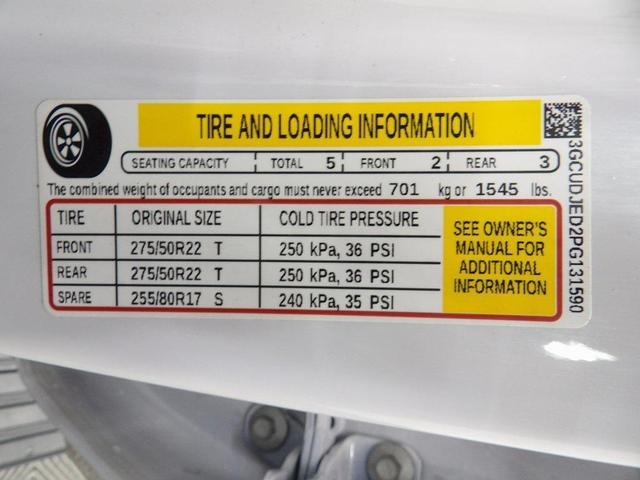 TIRE AND LOADING INFORMATION
SEATING CAPACITY TOTAL 5 FRONT 2 REAR 3
The combined weight of occupants and cargo must never exceed 701 kg or 1545 lbs.
TIRE ORIGINAL SIZE COLD TIRE PRESSURE
FRONT 275/50R22 T 250 kPa, 36 PSI
REAR 275/50R22 T 250 kPa, 36 PSI
SPARE 255/80R17 S 240 kPa, 35 PSI
SEE OWNER'S
MANUAL FOR
ADDITIONAL
INFORMATION
3GCUDJED2PG131590